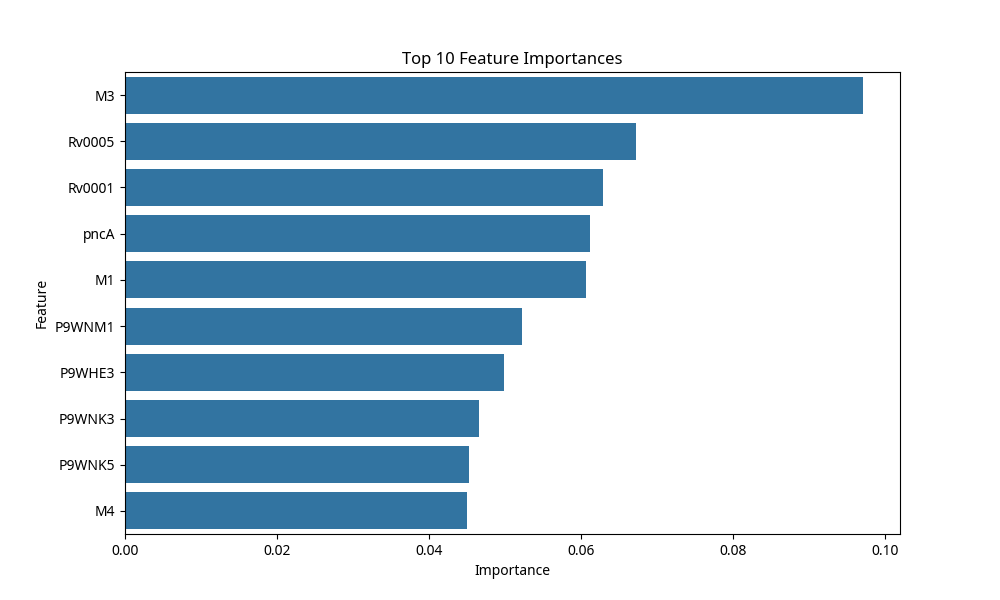 Top 10 Feature Importances
Feature
M3
Rv0005
Rv0001
pncA
M1
P9WNM1
P9WHE3
P9WNK3
P9WNK5
M4
0.00 0.02 0.04 0.06 0.08 0.10
Importance